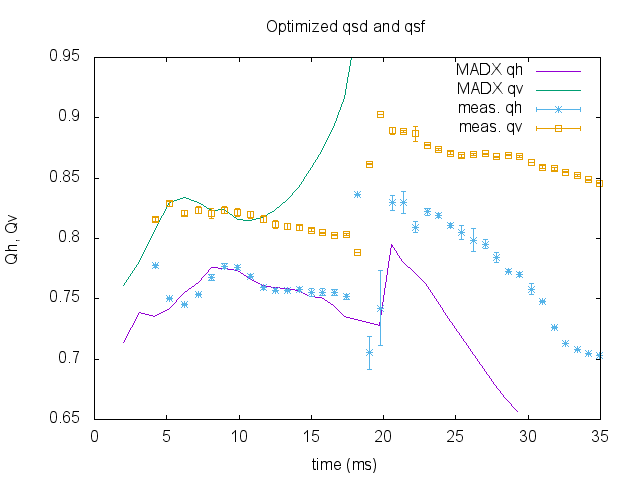 Optimized qsd and qsf
0.95
0.9
0.85
0.8
0.75
0.7
0.65
Qh, Qv
MADX qh
MADX qv
meas. qh
meas. qv
0 5 10 15 20 25 30 35
time (ms)